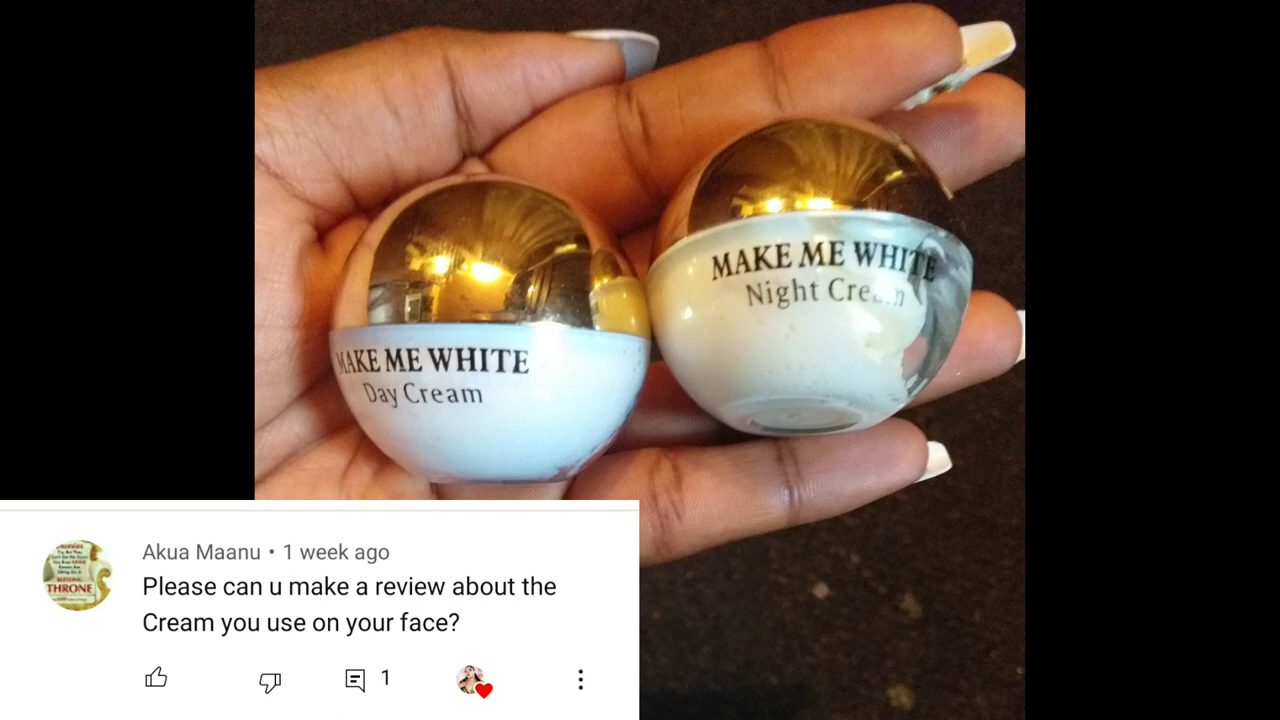 MAKE ME WHITE
Day Cream
MAKE ME WHITE
Night Cream
Akua Maanu • 1 week ago
Please can u make a review about the
Cream you use on your face?
1
THRONE